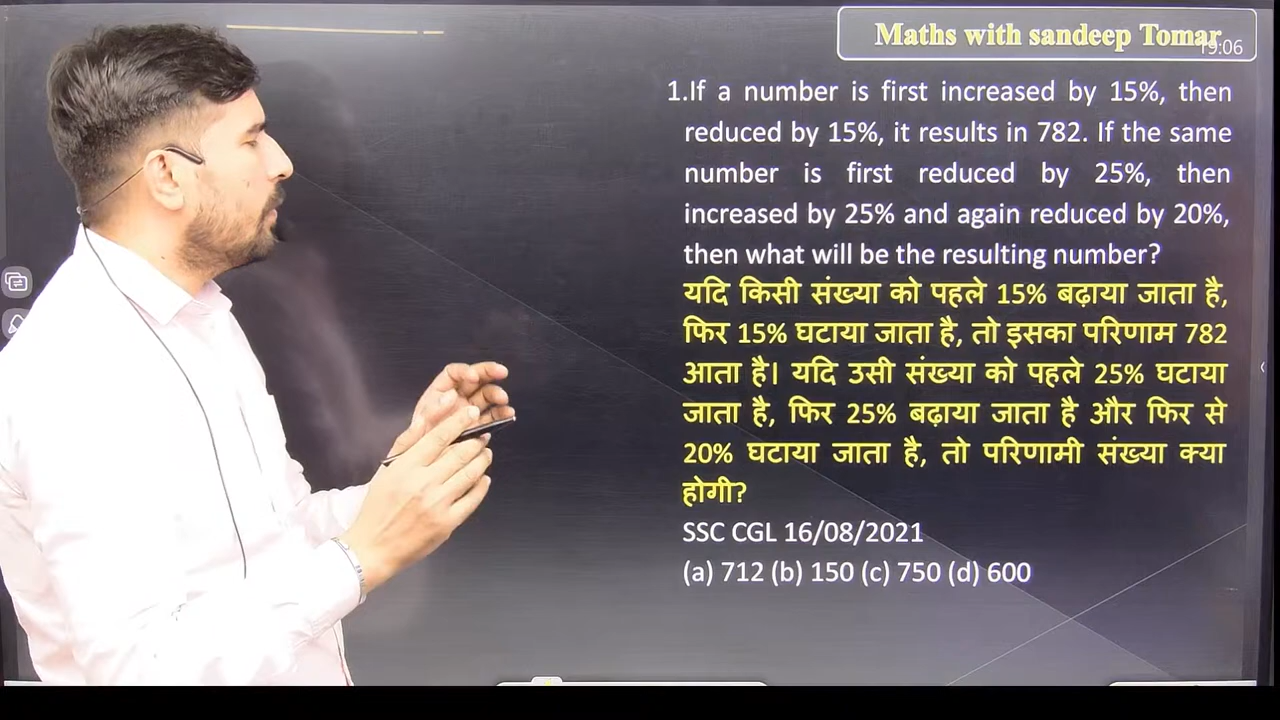 Maths with sandeep Tomar
19:06
1.If a number is first increased by 15%, then
reduced by 15%, it results in 782. If the same
number is first reduced by 25%, then
increased by 25% and again reduced by 20%,
then what will be the resulting number?
यदि किसी संख्या को पहले 15% बढ़ाया जाता है,
फिर 15% घटाया जाता है, तो इसका परिणाम 782
आता है। यदि उसी संख्या को पहले 25% घटाया
जाता है, फिर 25% बढ़ाया जाता है और फिर से
20% घटाया जाता है, तो परिणामी संख्या क्या
होगी?
SSC CGL 16/08/2021
(a) 712 (b) 150 (c) 750 (d) 600